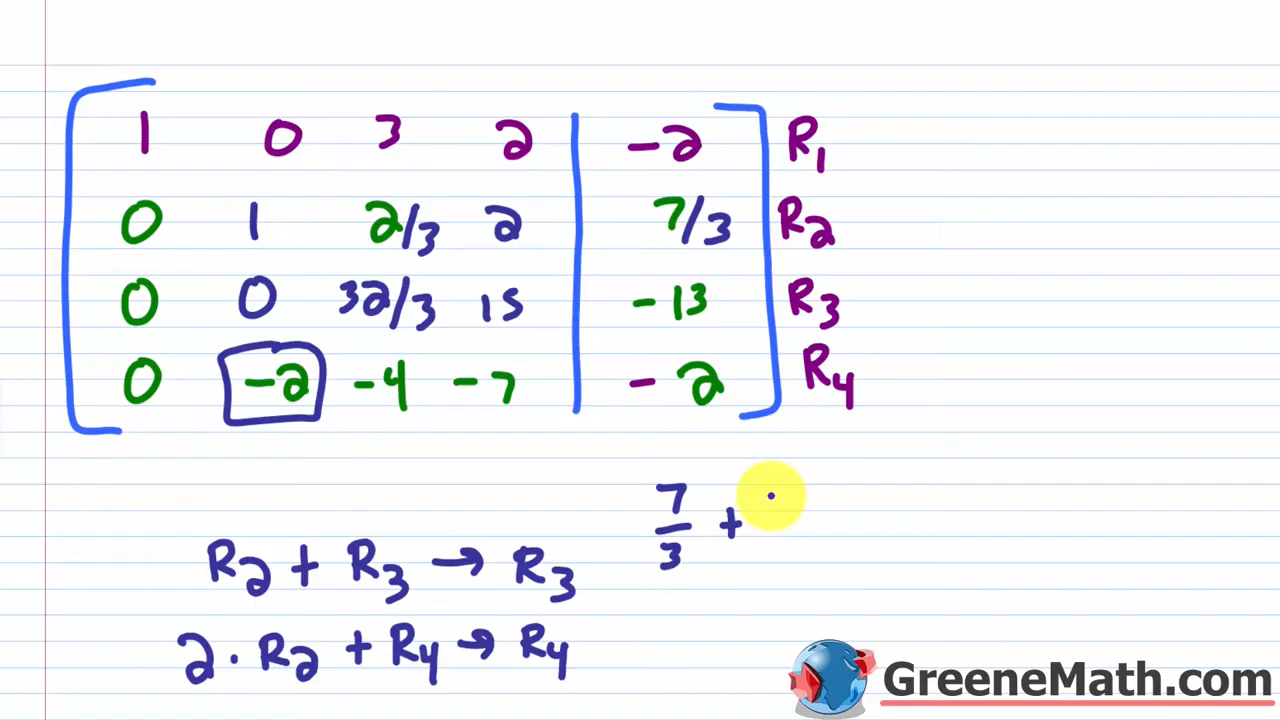 1 0 3 2 -2 R1
0 1 2/3 2 7/3 R2
0 0 32/3 15 -13 R3
0 -2 -4 -7 -2 R4
7/3 +
R2 + R3 → R3
2 · R2 + R4 → R4
GreeneMath.com